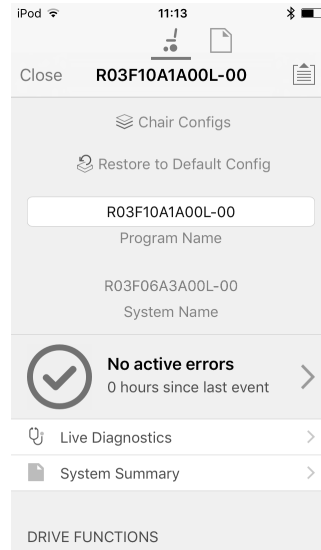 iPod 11:13
Close R03F10A1A00L-00
Chair Configs
Restore to Default Config
R03F10A1A00L-00
Program Name
R03F06A3A00L-00
System Name
No active errors
0 hours since last event
Live Diagnostics
System Summary
DRIVE FUNCTIONS